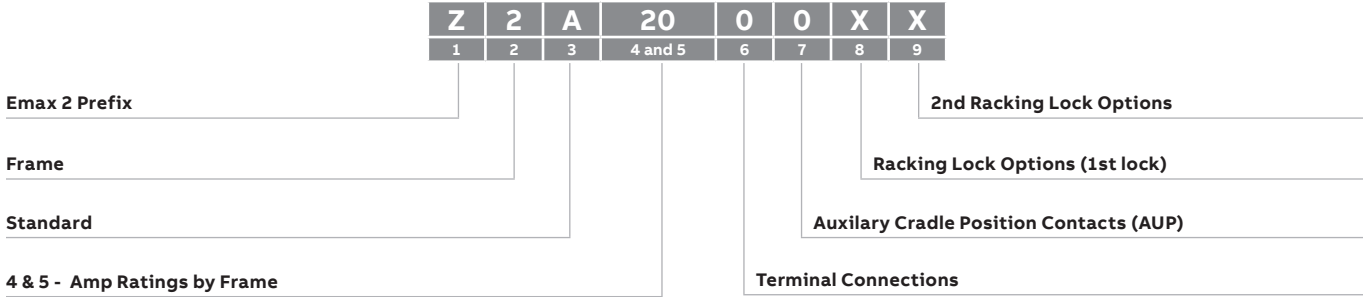 Z 2 A 20 0 0 X X
1 2 3 4 and 5 6 7 8 9
Emax 2 Prefix
2nd Racking Lock Options
Frame
Racking Lock Options (1st lock)
Standard
Auxilary Cradle Position Contacts (AUP)
4 & 5 - Amp Ratings by Frame
Terminal Connections